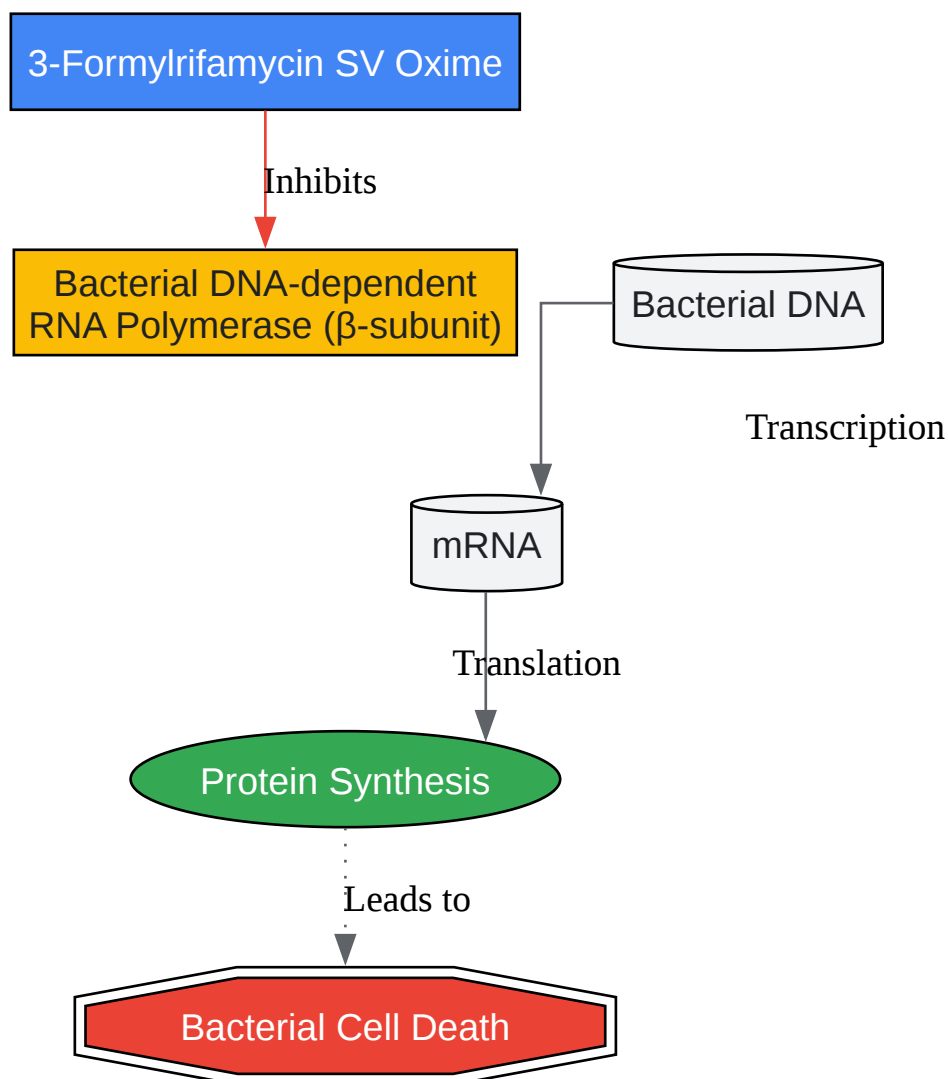 3-Formylrifamycin SV Oxime
Inhibits
Bacterial DNA-dependent
RNA Polymerase (β-subunit)
Bacterial DNA
Transcription
mRNA
Translation
Protein Synthesis
Leads to
Bacterial Cell Death